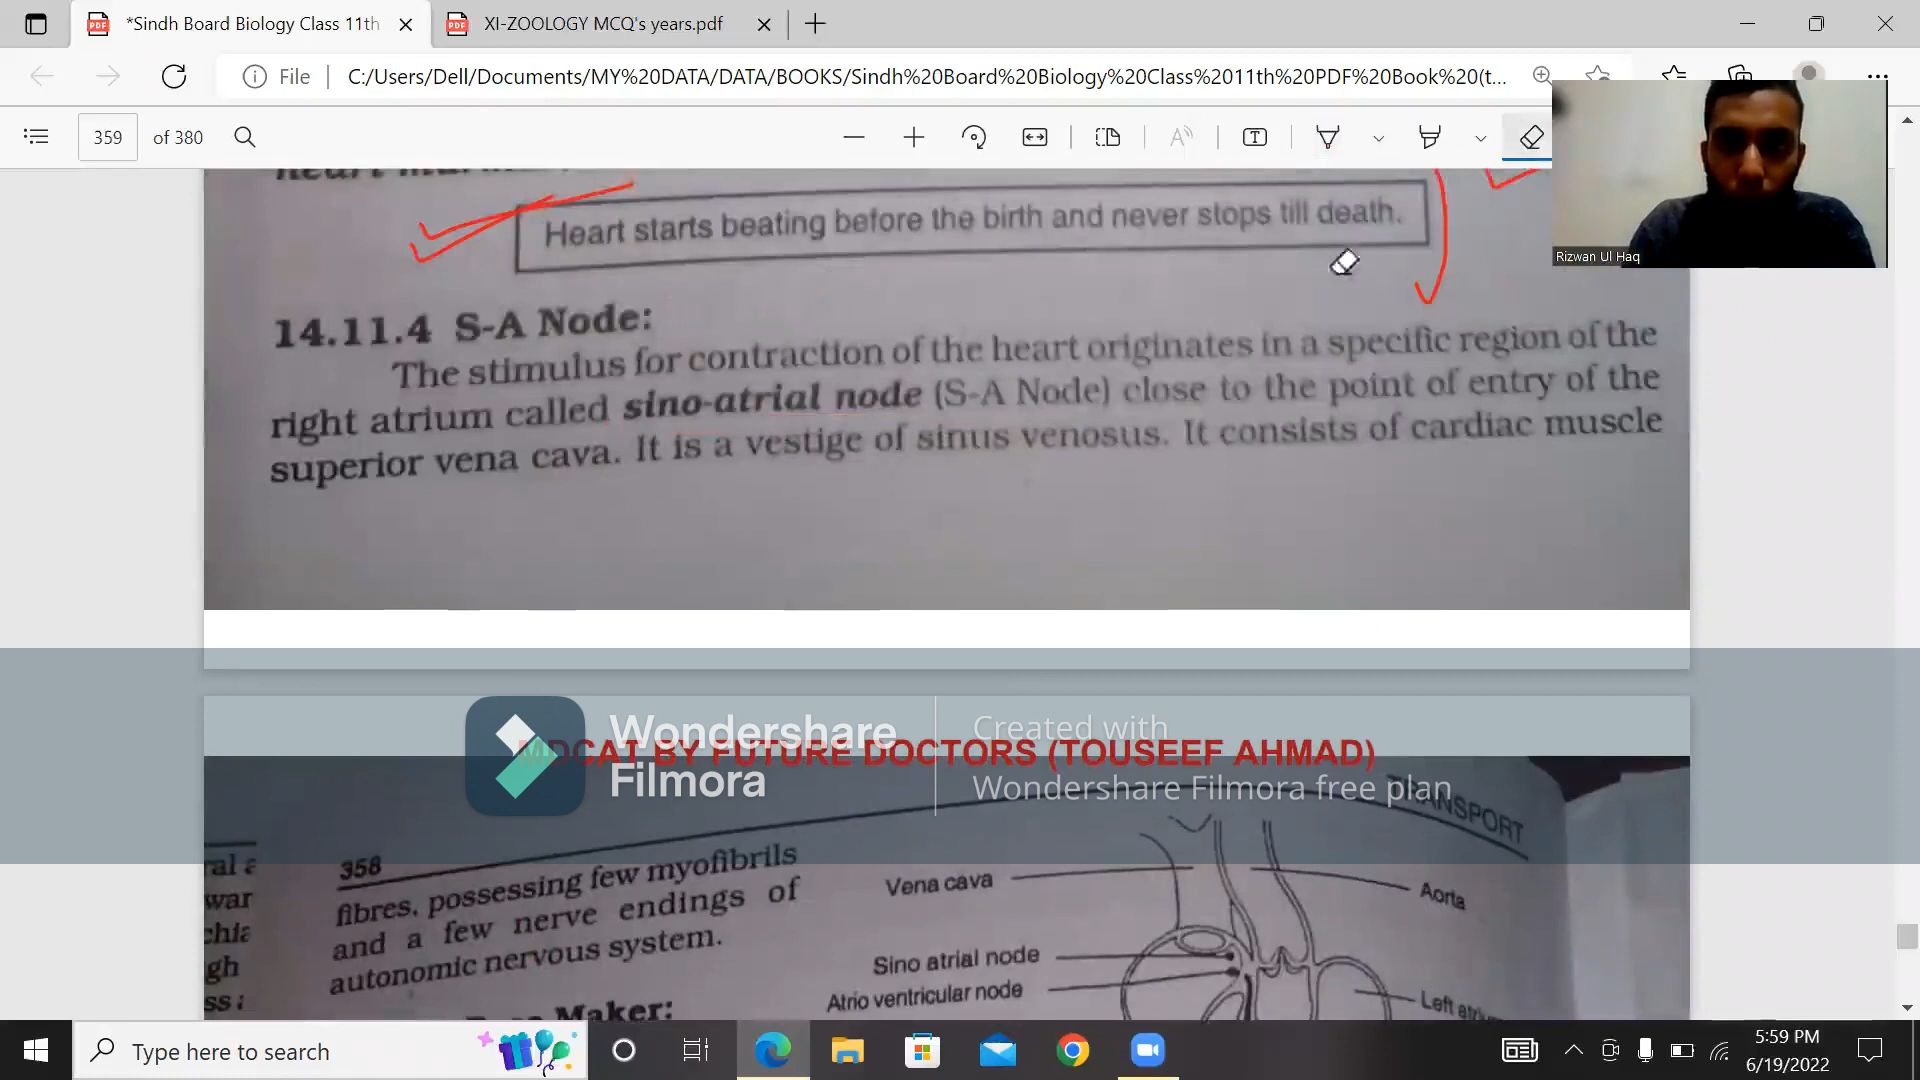 *Sindh Board Biology Class 11th
XI-ZOOLOGY MCQ's years.pdf
File
C:/Users/Dell/Documents/MY%20DATA/DATA/BOOKS/Sindh%20Board%20Biology%20Class%2011th%20PDF%20Book%20(t...
359 of 380
Rizwan Ul Haq
Heart starts beating before the birth and never stops till death.
14.11.4 S-A Node:
The stimulus for contraction of the heart originates in a specific region of the
right atrium called sino-atrial node (S-A Node) close to the point of entry of the
superior vena cava. It is a vestige of sinus venosus. It consists of cardiac muscle
Wondershare
Filmora
Created with
Wondershare Filmora free plan
MDCAT BY FUTURE DOCTORS (TOUSEEF AHMAD)
TRANSPORT
358
fibres, possessing few myofibrils
and a few nerve endings of
autonomic nervous system.
Maker:
Vena cava
Aorta
Sino atrial node
Atrio ventricular node
Left
Type here to search
5:59 PM
6/19/2022